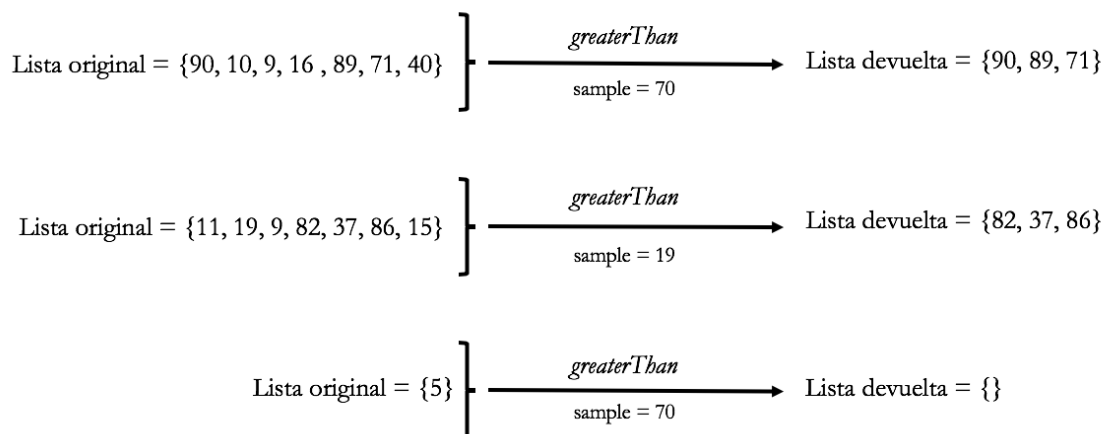 Lista original = {90, 10, 9, 16 , 89, 71, 40}
greaterThan
sample = 70
Lista devuelta = {90, 89, 71}
Lista original = {11, 19, 9, 82, 37, 86, 15}
greaterThan
sample = 19
Lista devuelta = {82, 37, 86}
Lista original = {5}
greaterThan
sample = 70
Lista devuelta = {}